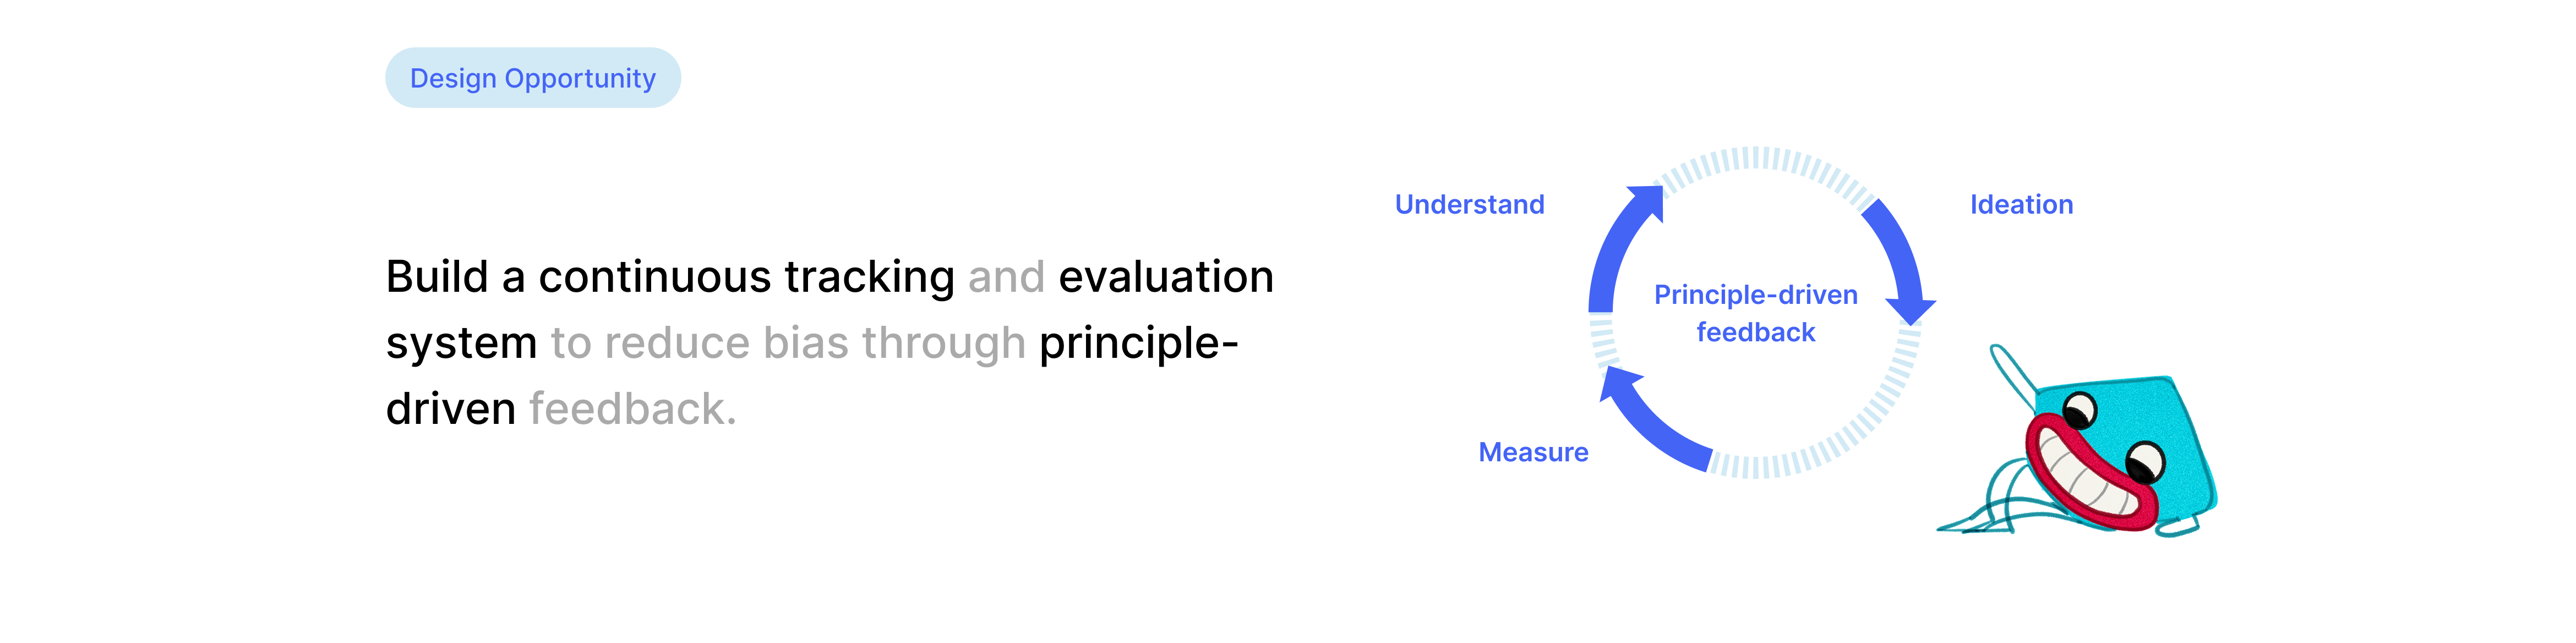 Design Opportunity
Build a continuous tracking and evaluation
system to reduce bias through principle-
driven feedback.
Understand
Ideation
Principle-driven
feedback
Measure